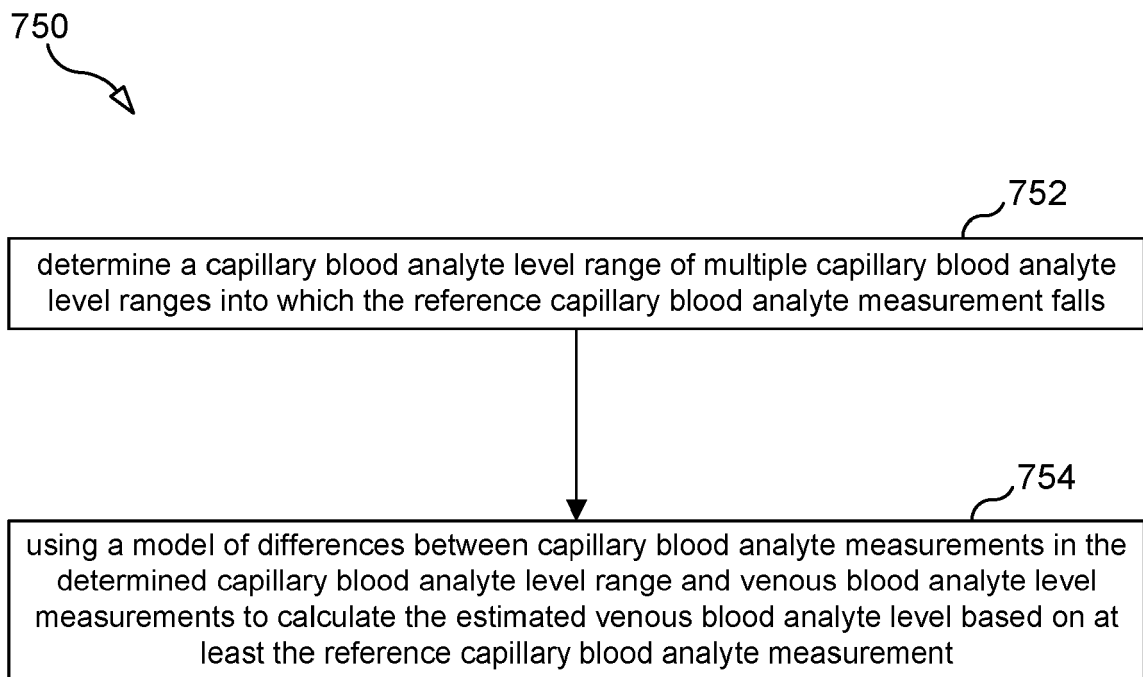 750
752
determine a capillary blood analyte level range of multiple capillary blood analyte
level ranges into which the reference capillary blood analyte measurement falls
754
using a model of differences between capillary blood analyte measurements in the
determined capillary blood analyte level range and venous blood analyte level
measurements to calculate the estimated venous blood analyte level based on at
least the reference capillary blood analyte measurement